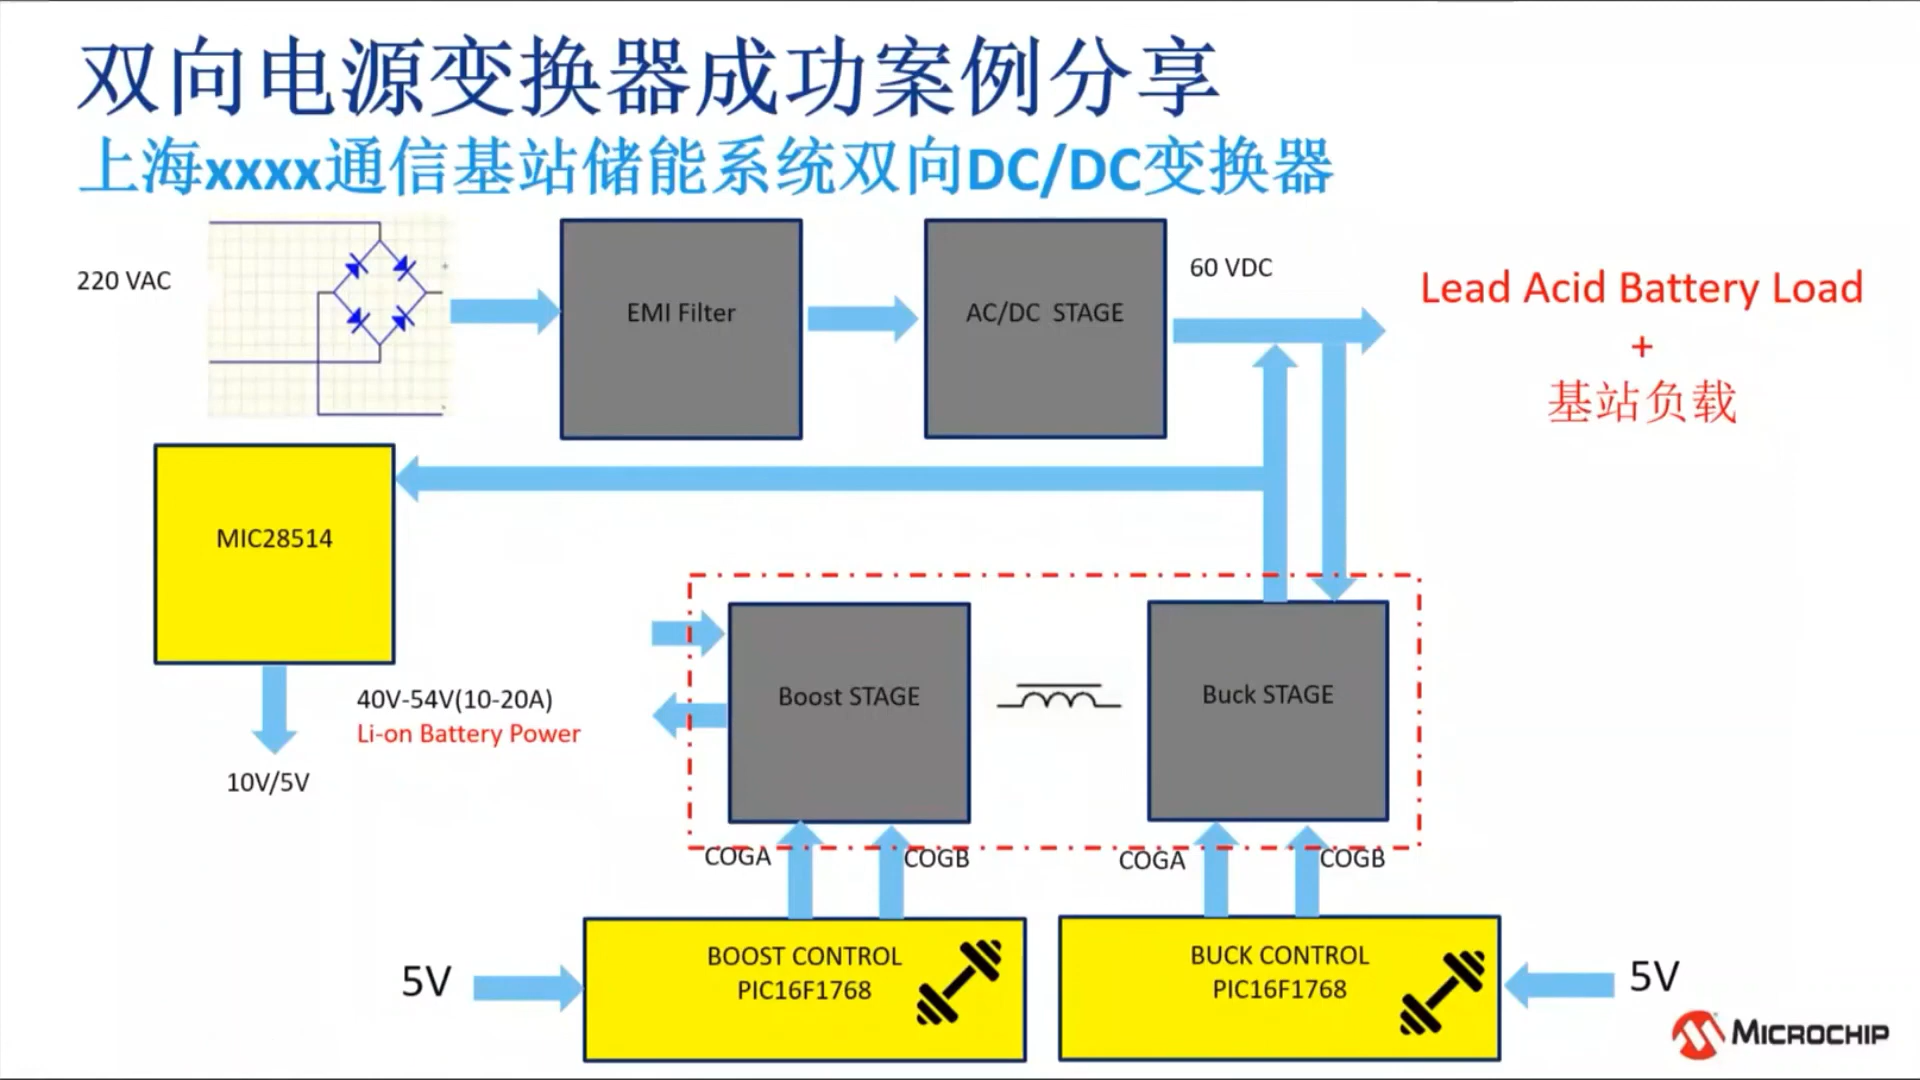 双向电源变换器成功案例分享
上海xxxx通信基站储能系统双向DC/DC变换器
220 VAC
EMI Filter
AC/DC STAGE
60 VDC
Lead Acid Battery Load
+
基站负载
MIC28514
10V/5V
40V-54V(10-20A)
Li-on Battery Power
Boost STAGE
Buck STAGE
COGA
COGB
COGA
COGB
5V
BOOST CONTROL
PIC16F1768
BUCK CONTROL
PIC16F1768
5V
MICROCHIP